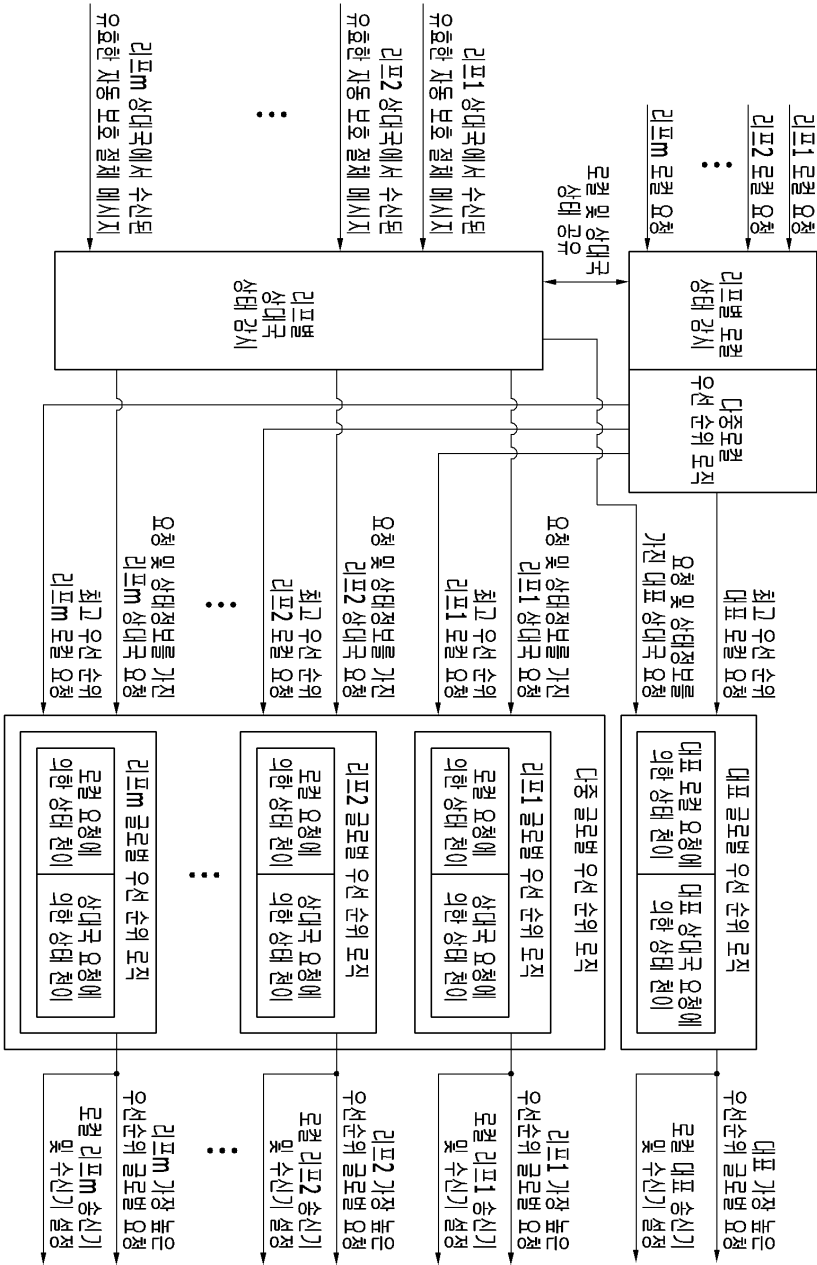 리프1 로컬 요청
리프2 로컬 요청
리프m 로컬 요청
리프별 로컬
상태 감시
다중로컬
우선 순위 로직
최고 우선 순위
대표 로컬 요청
요청 및 상태정보를
가진 대표 상대국 요청
대표 글로벌 우선 순위 로직
대표 로컬 요청에
의한 상태 천이
대표 상대국 요청에
의한 상태 천이
대표 가장 높은
우선순위 글로벌 요청
로컬 대표 송신기
및 수신기 설정
로컬 및 상대국
상태 공유
리프1 상대국에서 수신된
유효한 자동 보호 절체 메시지
리프2 상대국에서 수신된
유효한 자동 보호 절체 메시지
리프m 상대국에서 수신된
유효한 자동 보호 절체 메시지
리프별
상대국
상태 감시
요청 및 상태정보를 가진
리프1 상대국 요청
최고 우선 순위
리프1 로컬 요청
요청 및 상태정보를 가진
리프2 상대국 요청
최고 우선 순위
리프2 로컬 요청
요청 및 상태정보를 가진
리프m 상대국 요청
최고 우선 순위
리프m 로컬 요청
다중 글로벌 우선 순위 로직
리프1 글로벌 우선 순위 로직
로컬 요청에
의한 상태 천이
상대국 요청에
의한 상태 천이
리프2 글로벌 우선 순위 로직
로컬 요청에
의한 상태 천이
상대국 요청에
의한 상태 천이
리프m 글로벌 우선 순위 로직
로컬 요청에
의한 상태 천이
상대국 요청에
의한 상태 천이
리프1 가장 높은
우선순위 글로벌 요청
로컬 리프1 송신기
및 수신기 설정
리프2 가장 높은
우선순위 글로벌 요청
로컬 리프2 송신기
및 수신기 설정
리프m 가장 높은
우선순위 글로벌 요청
로컬 리프m 송신기
및 수신기 설정